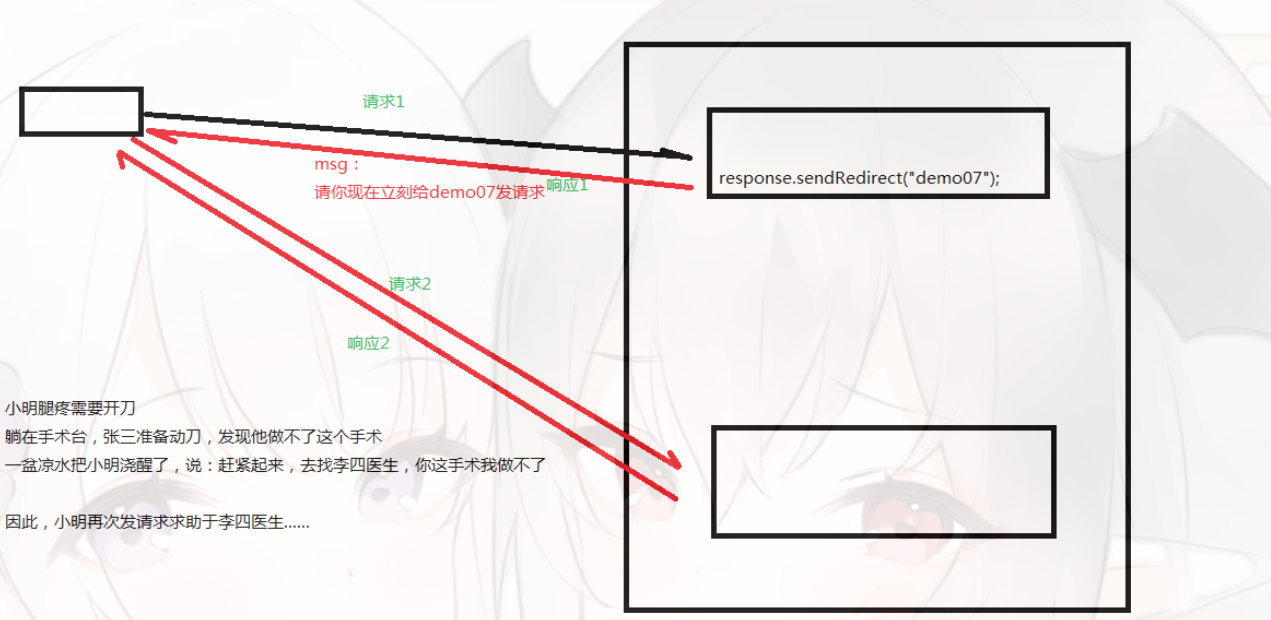 请求1
msg：
请你现在立刻给demo07发请求
响应1
response.sendRedirect("demo07");
请求2
响应2
小明腿疼需要开刀
躺在手术台，张三准备动刀，发现他做不了这个手术
一盆凉水把小明浇醒了，说：赶紧起来，去找李四医生，你这手术我做不了
因此，小明再次发请求求助于李四医生......